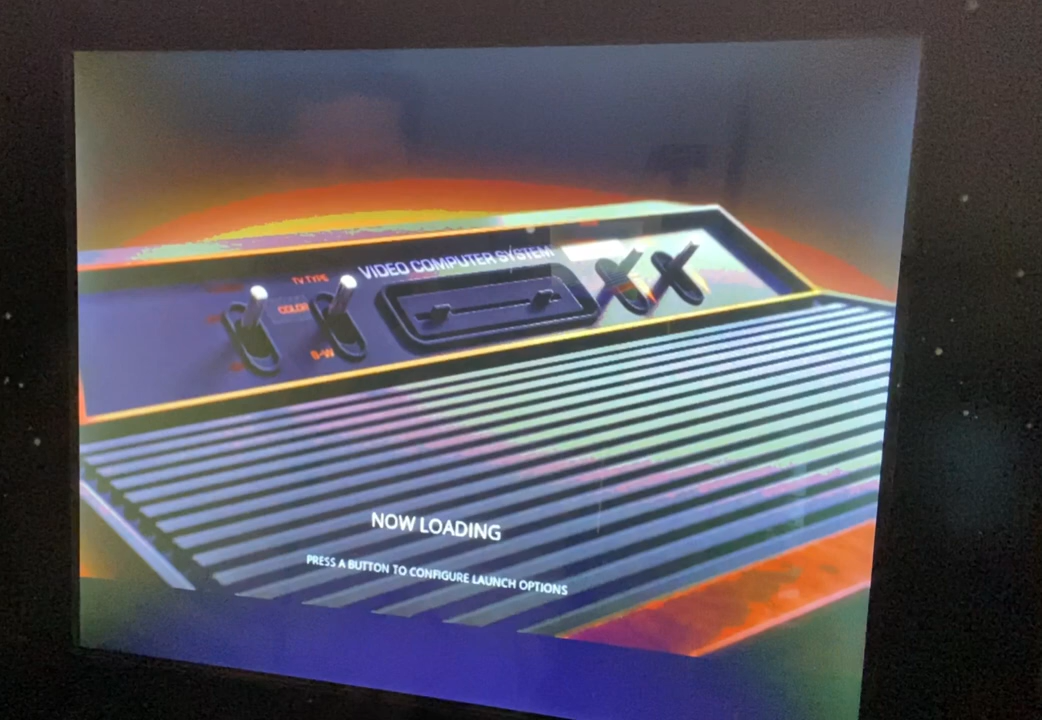 VIDEO COMPUTER SYSTEM
TV TYPE
COLOR
B-W
NOW LOADING
PRESS A BUTTON TO CONFIGURE LAUNCH OPTIONS